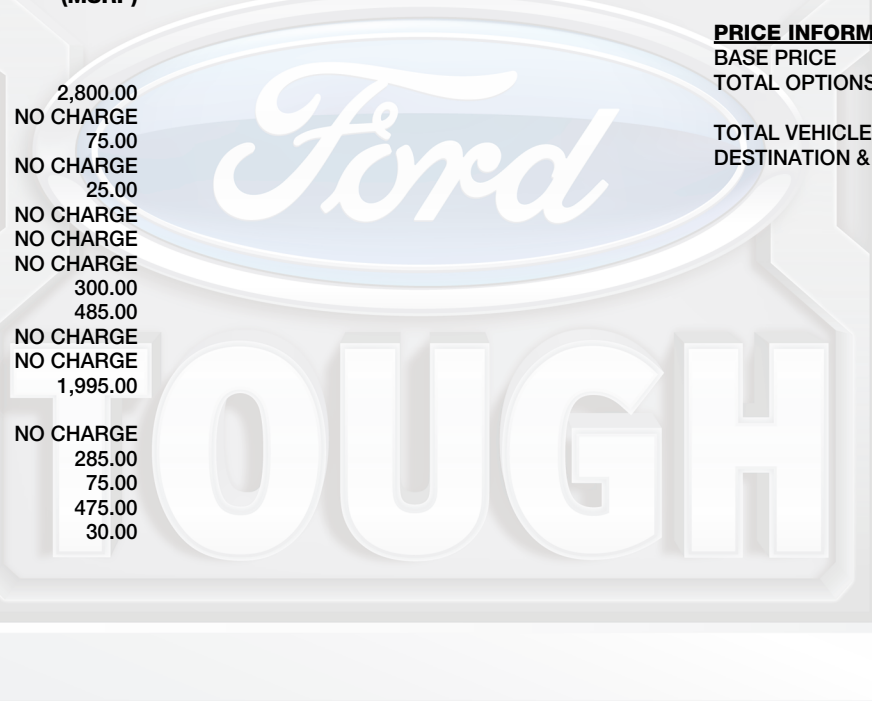 (MSRP)
2,800.00
NO CHARGE
75.00
NO CHARGE
25.00
NO CHARGE
NO CHARGE
NO CHARGE
300.00
485.00
NO CHARGE
NO CHARGE
1,995.00
NO CHARGE
285.00
75.00
475.00
30.00
PRICE INFORM
BASE PRICE
TOTAL OPTIONS
TOTAL VEHICLE
DESTINATION &
Ford
TOUGH